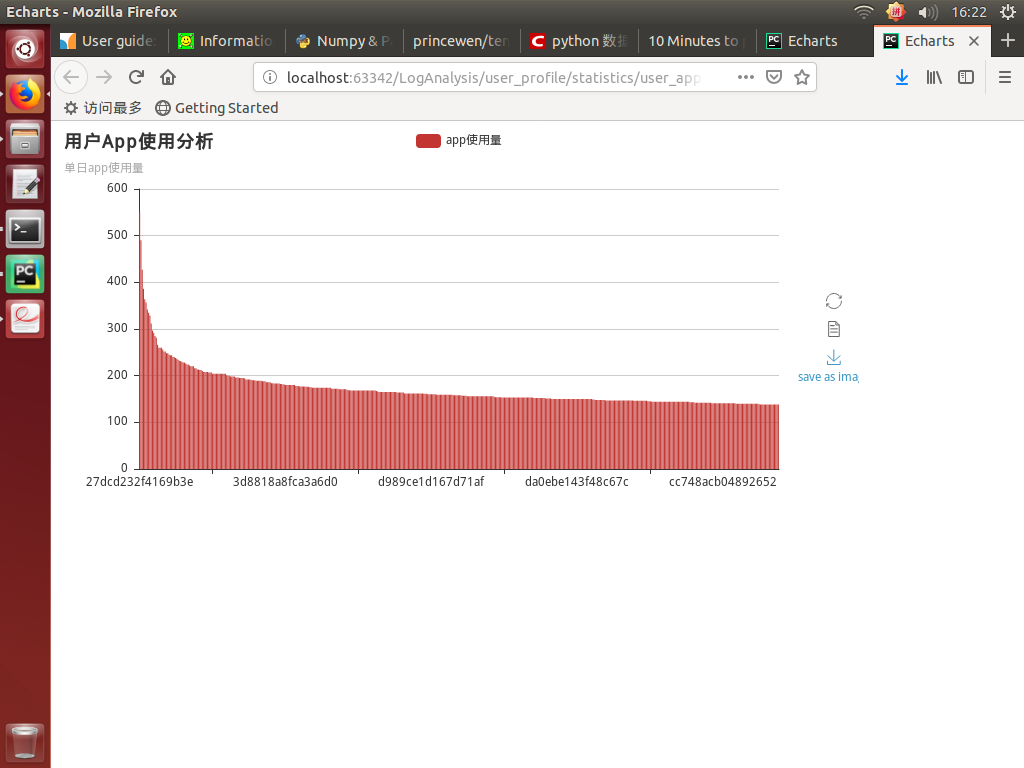 Echarts - Mozilla Firefox
拼
16:22
User guide:
Informatio
Numpy & P
princewen/ten
python 数据
10 Minutes to
Echarts
Echarts
localhost:63342/LogAnalysis/user_profile/statistics/user_app
访问最多
Getting Started
用户App使用分析
app使用量
单日app使用量
600
500
400
300
200
100
0
27dcd232f4169b3e
3d8818a8fca3a6d0
d989ce1d167d71af
da0ebe143f48c67c
cc748acb04892652
save as ima